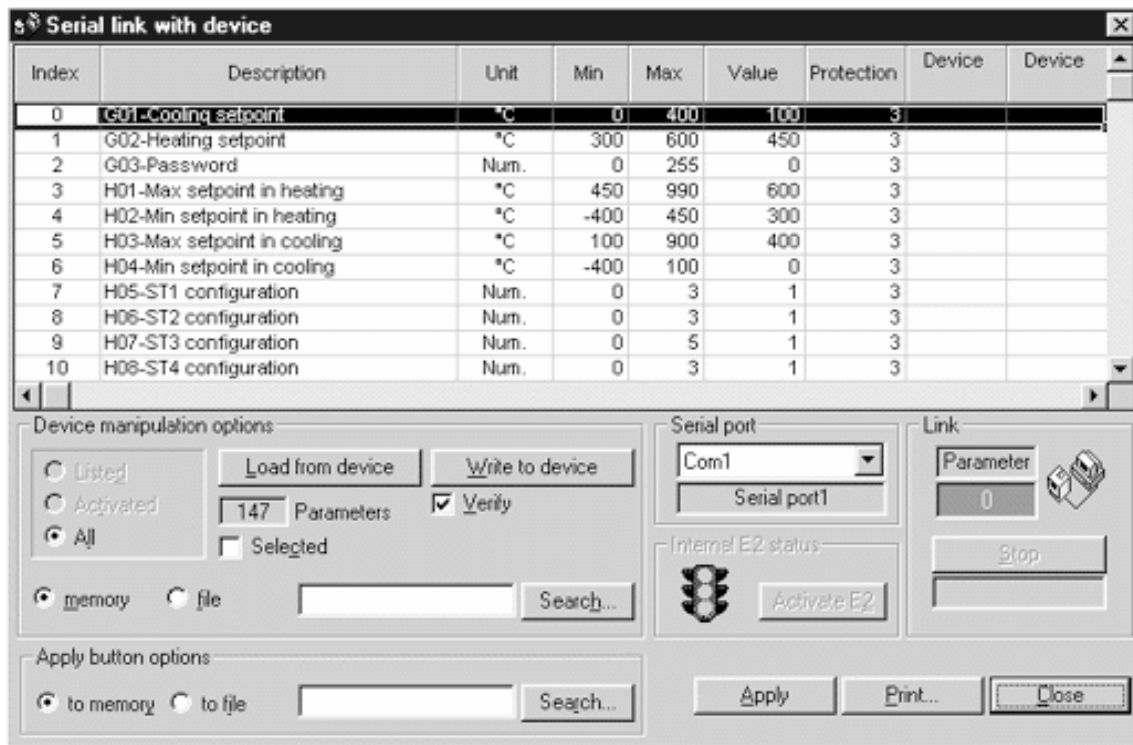 Serial link with device
Index Description Unit Min Max Value Protection Device Device
0 G01-Cooling setpoint °C 0 400 100 3
1 G02-Heating setpoint °C 300 600 450 3
2 G03-Password Num. 0 255 0 3
3 H01-Max setpoint in heating °C 450 990 600 3
4 H02-Min setpoint in heating °C -400 450 300 3
5 H03-Max setpoint in cooling °C 100 900 400 3
6 H04-Min setpoint in cooling °C -400 100 0 3
7 H05-ST1 configuration Num. 0 3 1 3
8 H06-ST2 configuration Num. 0 3 1 3
9 H07-ST3 configuration Num. 0 5 1 3
10 H08-ST4 configuration Num. 0 3 1 3
Device manipulation options
Listed
Activated
All
Load from device
Write to device
147 Parameters
Verify
Selected
memory
file
Search...
Serial port
Com1
Serial port1
Internel E2 status
Activate E2
Link
Parameter
0
Stop
Apply button options
to memory
to file
Search...
Apply
Print...
Close